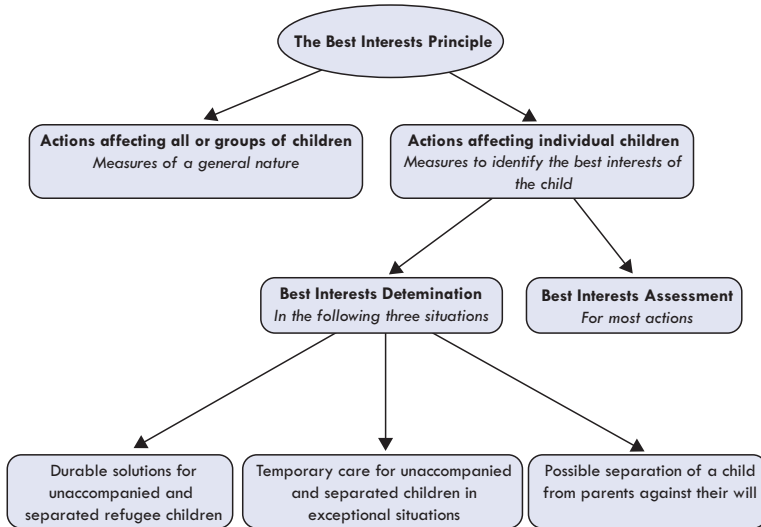 The Best Interests Principle
Actions affecting all or groups of children
Measures of a general nature
Actions affecting individual children
Measures to identify the best interests of
the child
Best Interests Detemination
In the following three situations
Best Interests Assessment
For most actions
Durable solutions for
unaccompanied and
separated refugee children
Temporary care for unaccompanied
and separated children in
exceptional situations
Possible separation of a child
from parents against their will